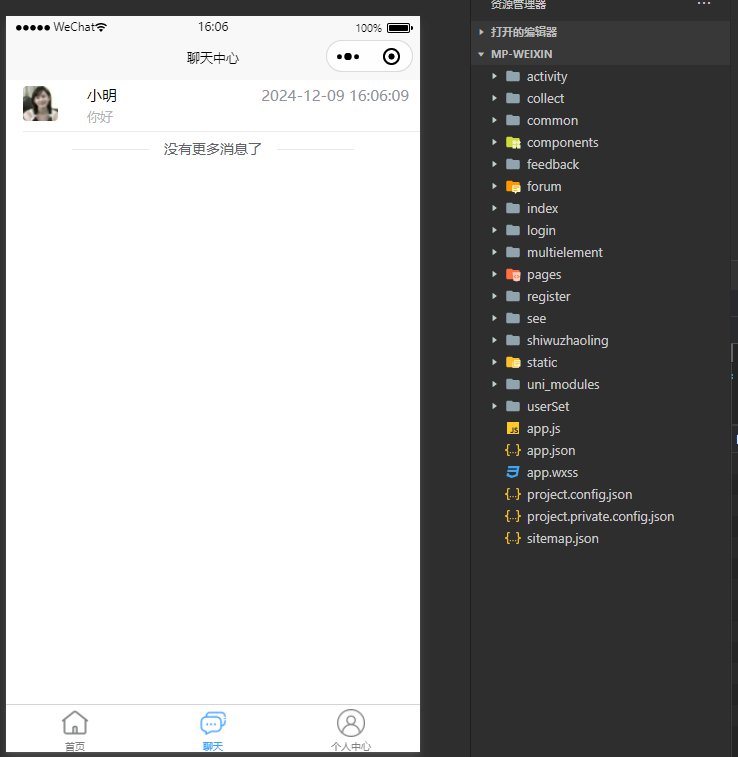 WeChat 16:06 100%
聊天中心
小明 2024-12-09 16:06:09
你好
没有更多消息了
首页 聊天 个人中心
资源管理器 ...
打开的编辑器
MP-WEIXIN
activity
collect
common
components
feedback
forum
index
login
multielement
pages
register
see
shiwuzhaoling
static
uni_modules
userSet
app.js
app.json
app.wxss
project.config.json
project.private.config.json
sitemap.json